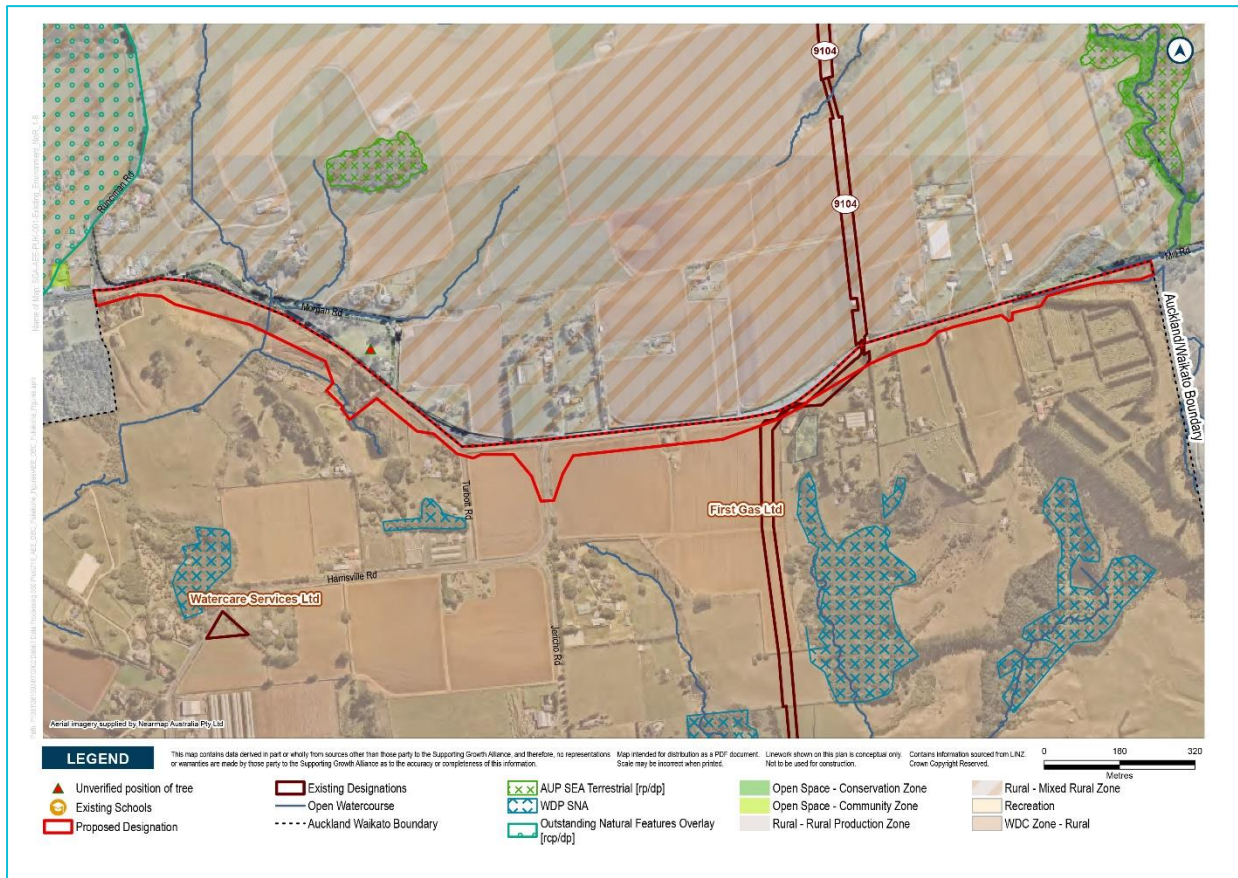 9104
9104
Runciman Rd
Mill Rd
Morgan Rd
Auckland/Waikato Boundary
Turbott Rd
First Gas Ltd
Harrisville Rd
Watercare Services Ltd
Jericho Rd
Aerial imagery supplied by Nearmap Australia Pty Ltd
LEGEND
This map contains data derived in part or wholly from sources other than those party to the Supporting Growth Alliance, and therefore, no representations
or warranties are made by those party to the Supporting Growth Alliance as to the accuracy or completeness of this information.
Map intended for distribution as a PDF document.
Scale may be incorrect when printed.
Linework shown on this plan is conceptual only.
Not to be used for construction.
Contains information sourced from LINZ.
Crown Copyright Reserved.
0 180 320
Metres
Unverified position of tree
Existing Schools
Proposed Designation
Existing Designations
Open Watercourse
Auckland Waikato Boundary
AUP SEA Terrestrial [rp/dp]
WDP SNA
Outstanding Natural Features Overlay
[rcp/dp]
Open Space - Conservation Zone
Open Space - Community Zone
Rural - Rural Production Zone
Rural - Mixed Rural Zone
Recreation
WDC Zone - Rural